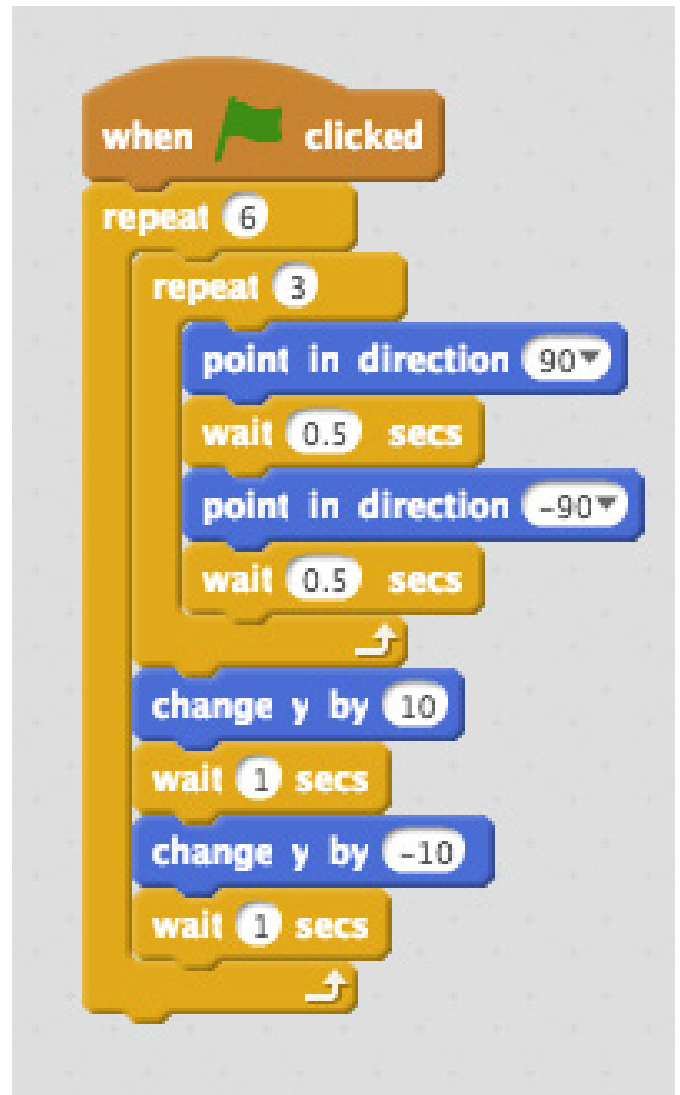 when clicked
repeat 6
repeat 3
point in direction 90
wait 0.5 secs
point in direction -90
wait 0.5 secs
change y by 10
wait 1 secs
change y by -10
wait 1 secs